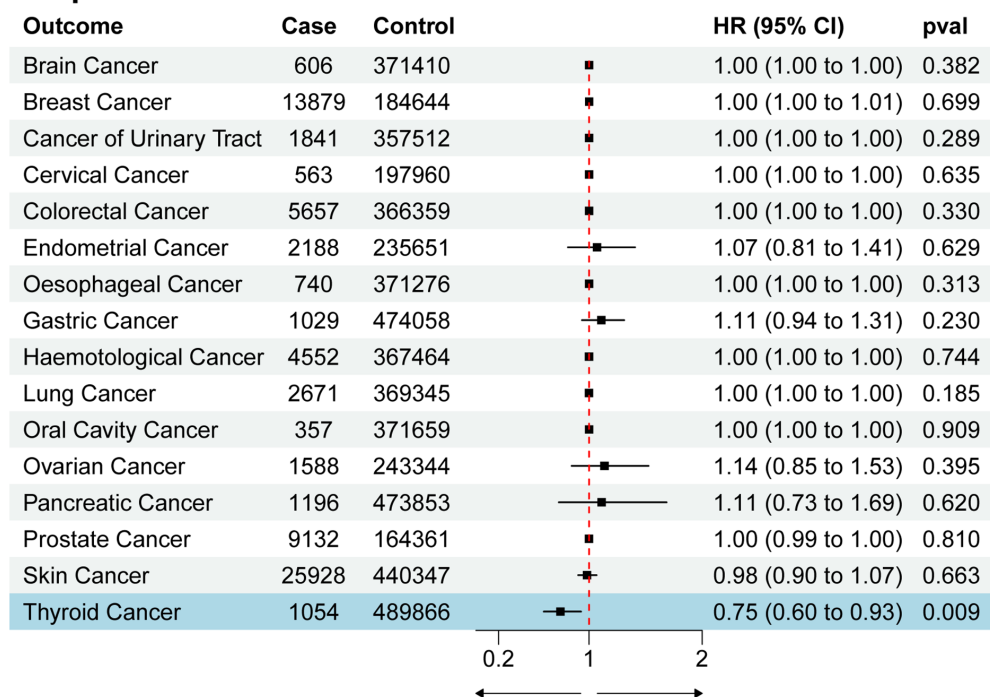 Outcome Case Control HR (95% CI) pval
Brain Cancer 606 371410 1.00 (1.00 to 1.00) 0.382
Breast Cancer 13879 184644 1.00 (1.00 to 1.01) 0.699
Cancer of Urinary Tract 1841 357512 1.00 (1.00 to 1.00) 0.289
Cervical Cancer 563 197960 1.00 (1.00 to 1.00) 0.635
Colorectal Cancer 5657 366359 1.00 (1.00 to 1.00) 0.330
Endometrial Cancer 2188 235651 1.07 (0.81 to 1.41) 0.629
Oesophageal Cancer 740 371276 1.00 (1.00 to 1.00) 0.313
Gastric Cancer 1029 474058 1.11 (0.94 to 1.31) 0.230
Haemotological Cancer 4552 367464 1.00 (1.00 to 1.00) 0.744
Lung Cancer 2671 369345 1.00 (1.00 to 1.00) 0.185
Oral Cavity Cancer 357 371659 1.00 (1.00 to 1.00) 0.909
Ovarian Cancer 1588 243344 1.14 (0.85 to 1.53) 0.395
Pancreatic Cancer 1196 473853 1.11 (0.73 to 1.69) 0.620
Prostate Cancer 9132 164361 1.00 (0.99 to 1.00) 0.810
Skin Cancer 25928 440347 0.98 (0.90 to 1.07) 0.663
Thyroid Cancer 1054 489866 0.75 (0.60 to 0.93) 0.009
0.2 1 2